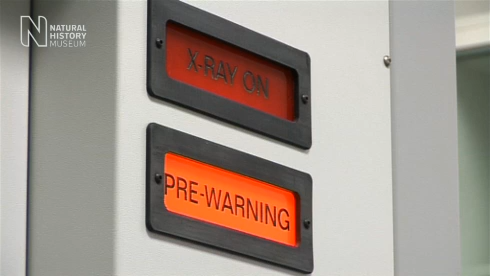 N NATURAL
HISTORY
MUSEUM
X-RAY ON
PRE-WARNING